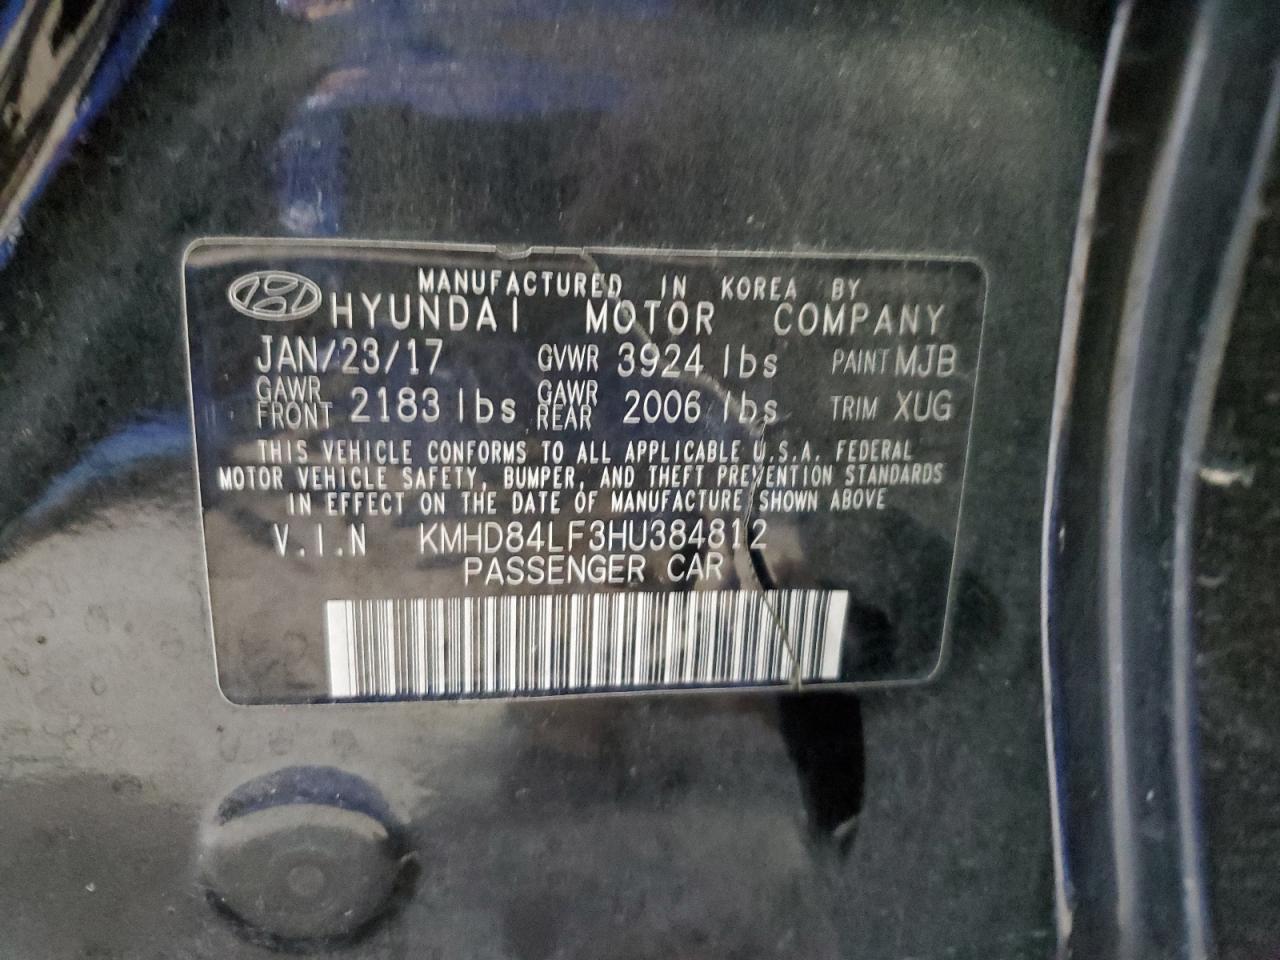 MANUFACTURED IN KOREA BY
HYUNDAI MOTOR COMPANY
JAN/23/17 GVWR 3924 lbs PAINT MJB
GAWR FRONT 2183 lbs GAWR REAR 2006 lbs TRIM XUG
THIS VEHICLE CONFORMS TO ALL APPLICABLE U.S.A. FEDERAL
MOTOR VEHICLE SAFETY, BUMPER, AND THEFT PREVENTION STANDARDS
IN EFFECT ON THE DATE OF MANUFACTURE SHOWN ABOVE
V.I.N KMHD84LF3HU384812
PASSENGER CAR